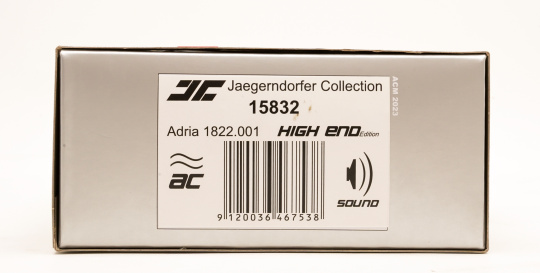 JC Jaegerndorfer Collection
15832
Adria 1822.001 HIGH END Edition
ac
SOUND
9 120036 467538
ACM 2023